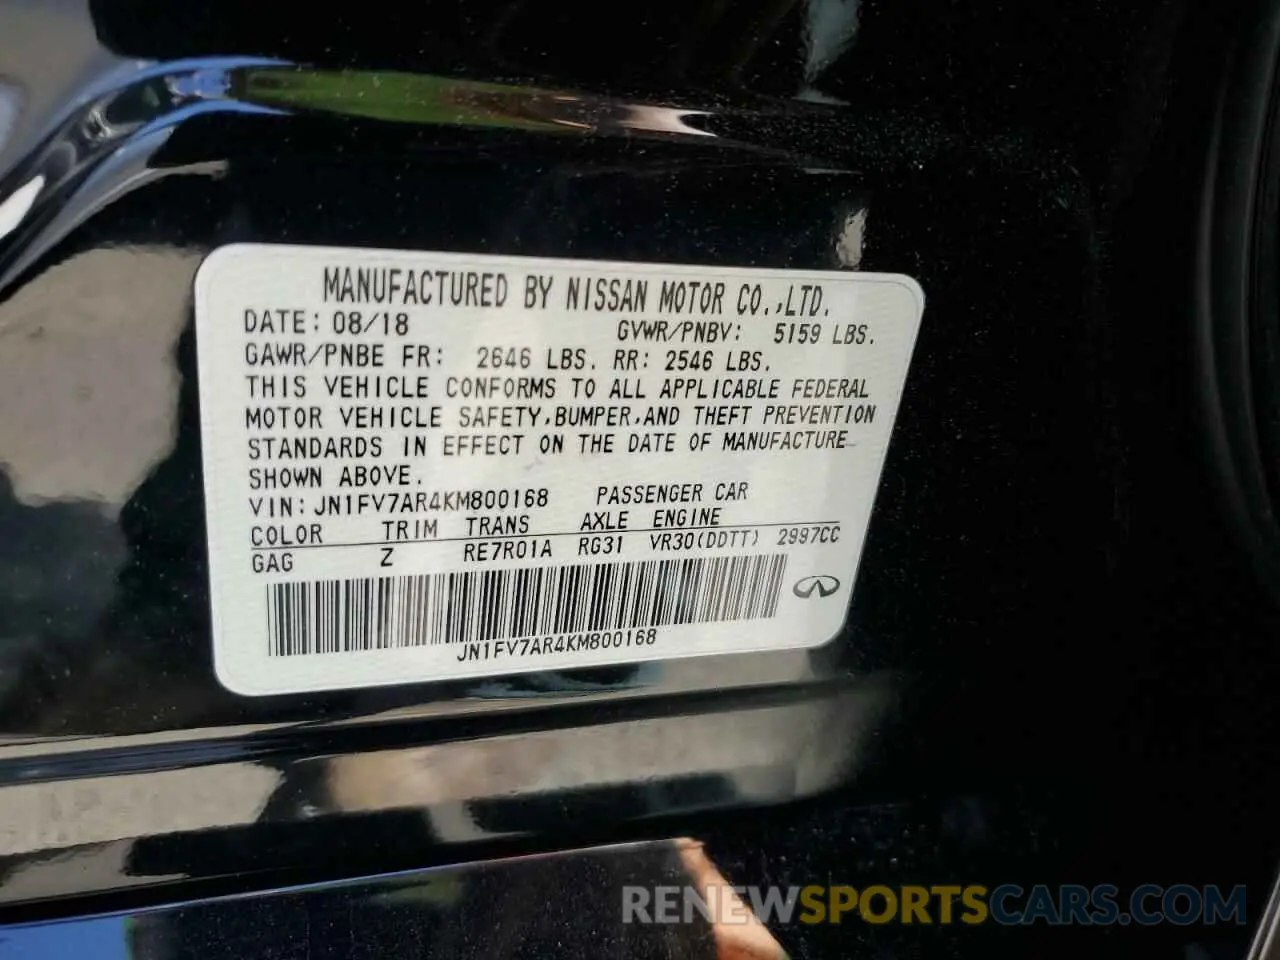 MANUFACTURED BY NISSAN MOTOR CO.,LTD.
DATE: 08/18 GVWR/PNBV: 5159 LBS.
GAWR/PNBE FR: 2646 LBS. RR: 2546 LBS.
THIS VEHICLE CONFORMS TO ALL APPLICABLE FEDERAL
MOTOR VEHICLE SAFETY,BUMPER,AND THEFT PREVENTION
STANDARDS IN EFFECT ON THE DATE OF MANUFACTURE
SHOWN ABOVE.
VIN: JN1FV7AR4KM800168 PASSENGER CAR
COLOR TRIM TRANS AXLE ENGINE
GAG Z RE7R01A RG31 VR30(DDTT) 2997CC
JN1FV7AR4KM800168
RENEWSPORTSCARS.COM